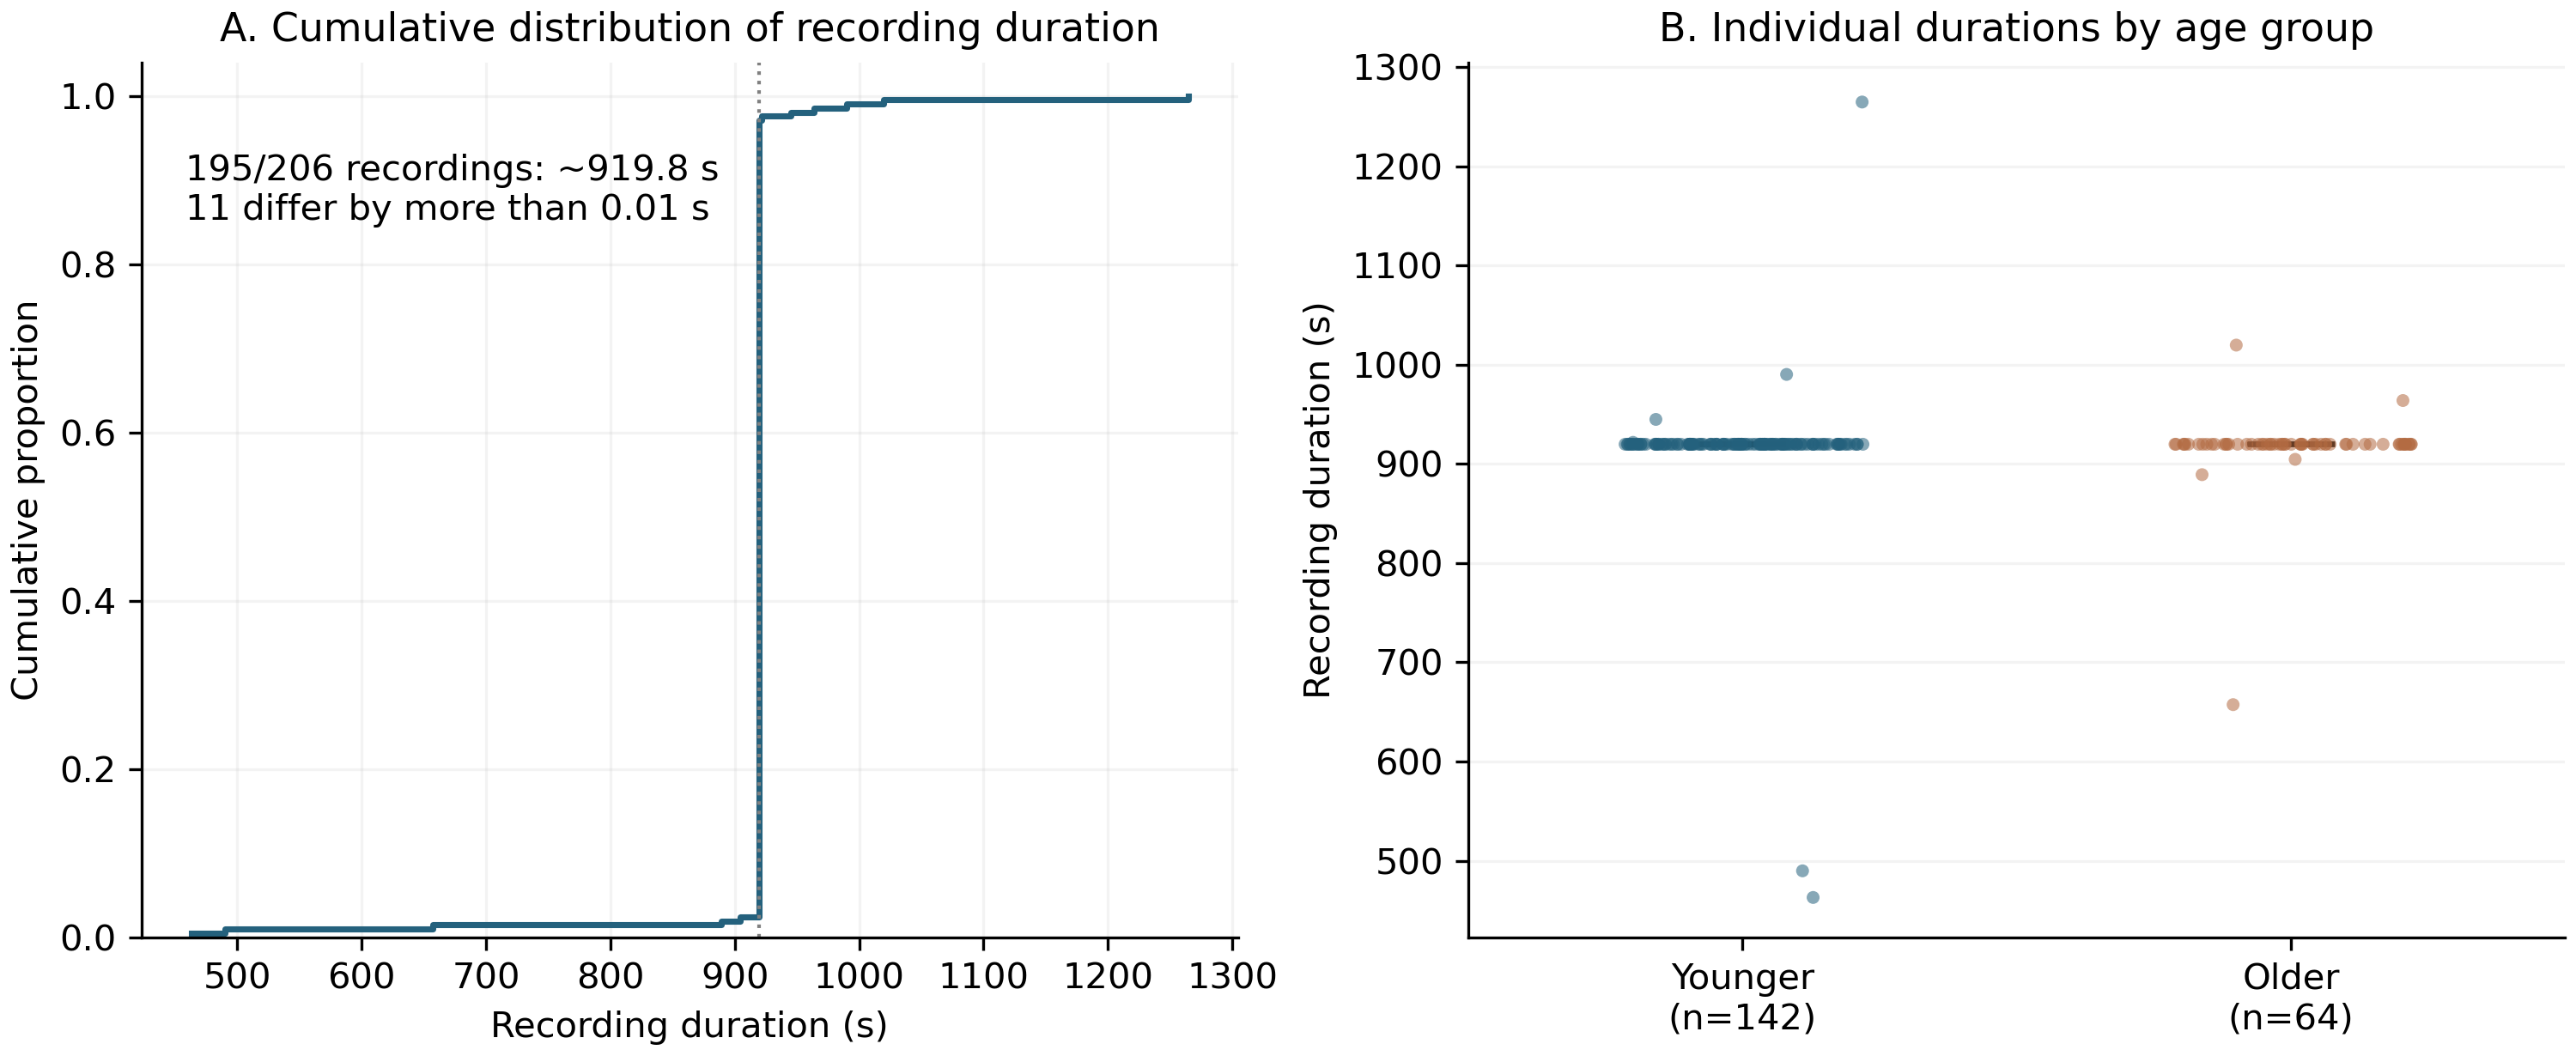 A. Cumulative distribution of recording duration
1.0
0.8
0.6
0.4
0.2
0.0
Cumulative proportion
195/206 recordings: ~919.8 s
11 differ by more than 0.01 s
500 600 700 800 900 1000 1100 1200 1300
Recording duration (s)
B. Individual durations by age group
1300
1200
1100
1000
900
800
700
600
500
Recording duration (s)
Younger
(n=142)
Older
(n=64)